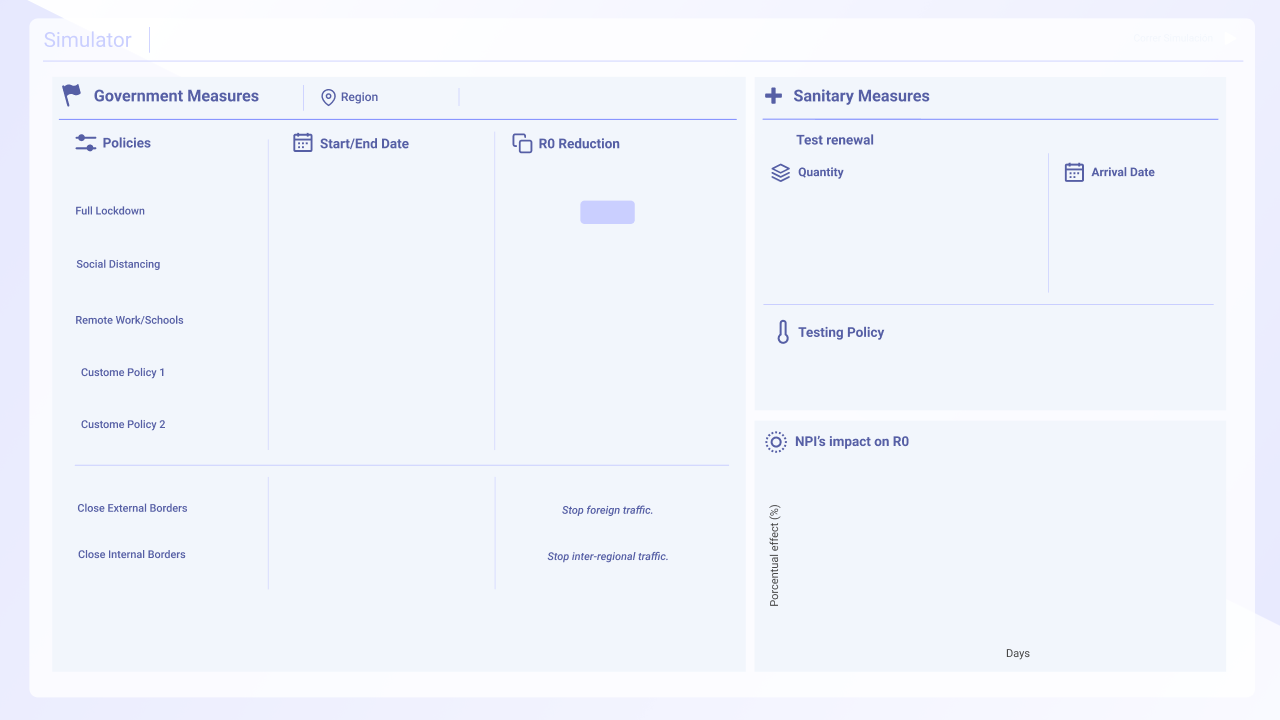 Simulator
Government Measures
Region
Policies
Start/End Date
R0 Reduction
Full Lockdown
Social Distancing
Remote Work/Schools
Custome Policy 1
Custome Policy 2
Close External Borders
Stop foreign traffic.
Close Internal Borders
Stop inter-regional traffic.
Sanitary Measures
Test renewal
Quantity
Arrival Date
Testing Policy
NPI’s impact on R0
Porcentual effect (%)
Days